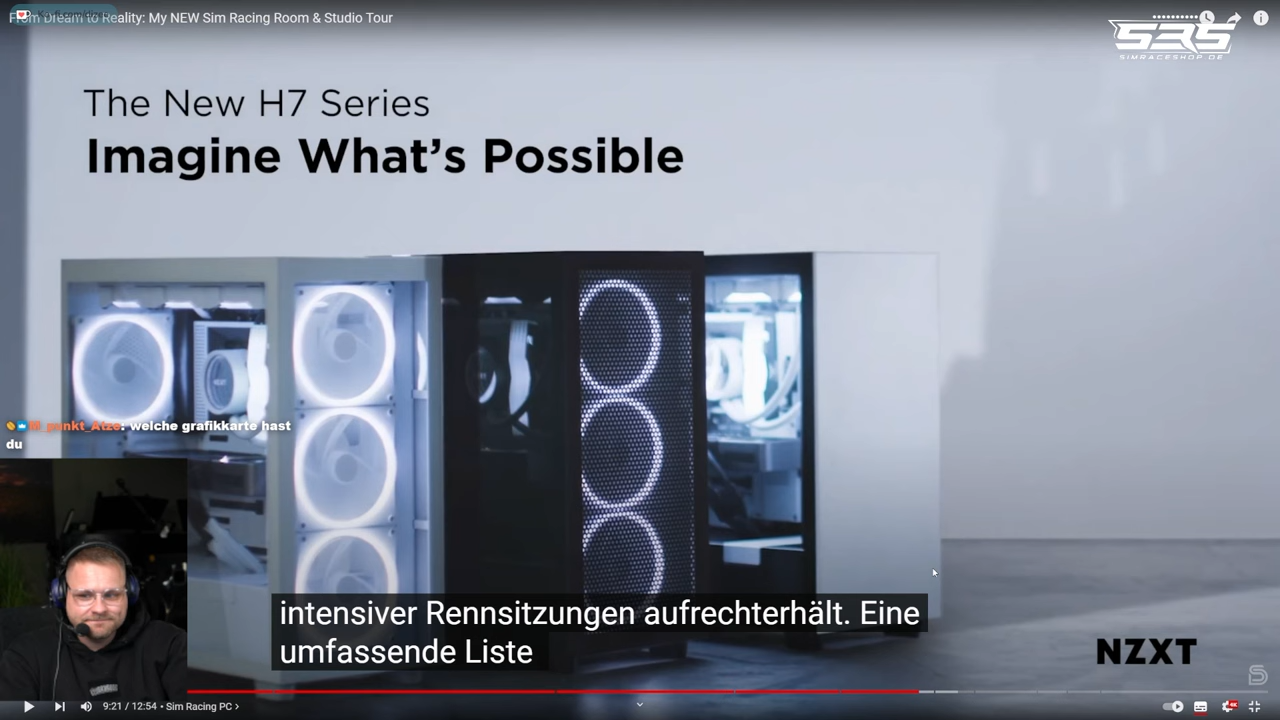 From Dream to Reality: My NEW Sim Racing Room & Studio Tour
SRS
SIMRACESHOP.DE
The New H7 Series
Imagine What's Possible
M_punkt_Atze: welche grafikkarte hast
du
intensiver Rennsitzungen aufrechterhält. Eine
umfassende Liste
NZXT
9:21 / 12:54 • Sim Racing PC >
4K